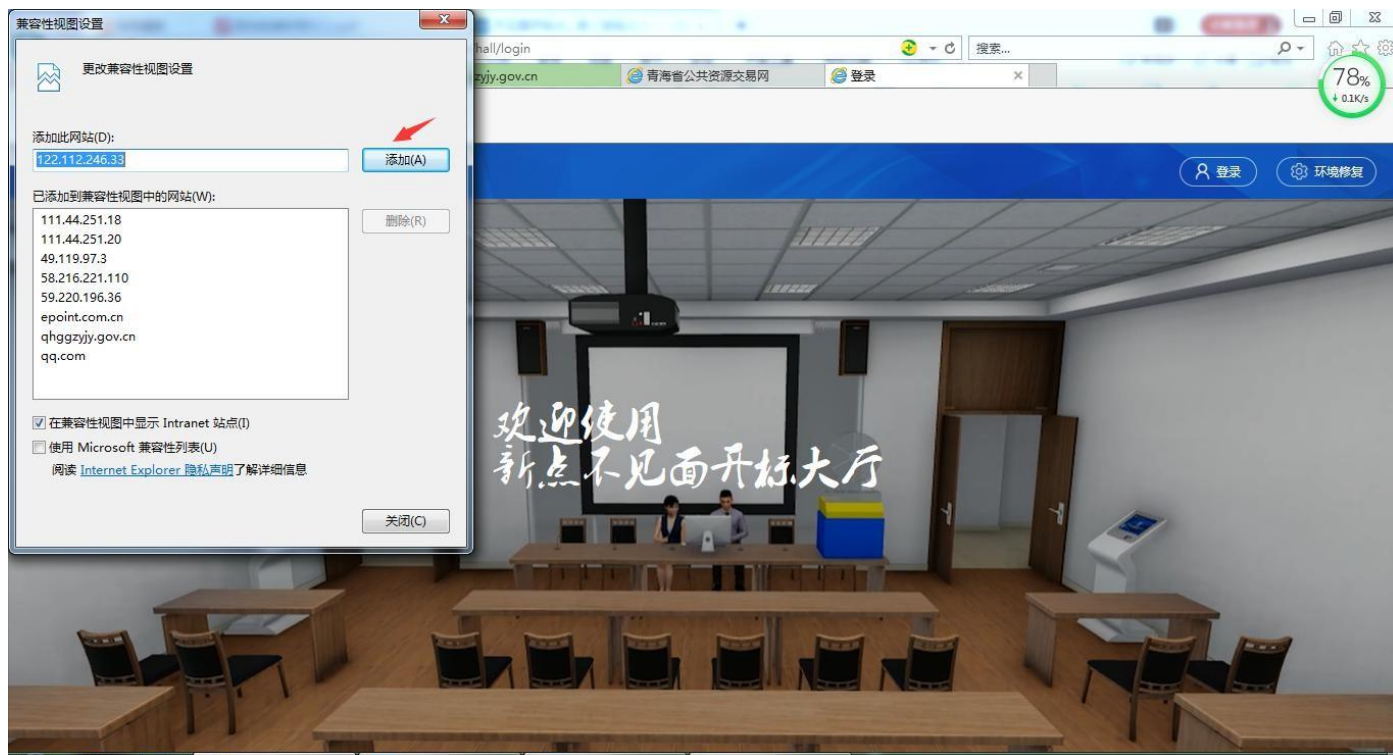 兼容性视图设置
更改兼容性视图设置
添加此网站(D):
122.112.246.33
添加(A)
已添加到兼容性视图中的网站(W):
111.44.251.18
删除(R)
111.44.251.20
49.119.97.3
58.216.221.110
59.220.196.36
epoint.com.cn
qhggzyjy.gov.cn
qq.com
在兼容性视图中显示 Intranet 站点(I)
使用 Microsoft 兼容性列表(U)
阅读 Internet Explorer 隐私声明了解详细信息
关闭(C)
hall/login
搜索...
zyjy.gov.cn
青海省公共资源交易网
登录
78%
0.1K/s
登录
环境修复
欢迎使用
新点不见面开标大厅